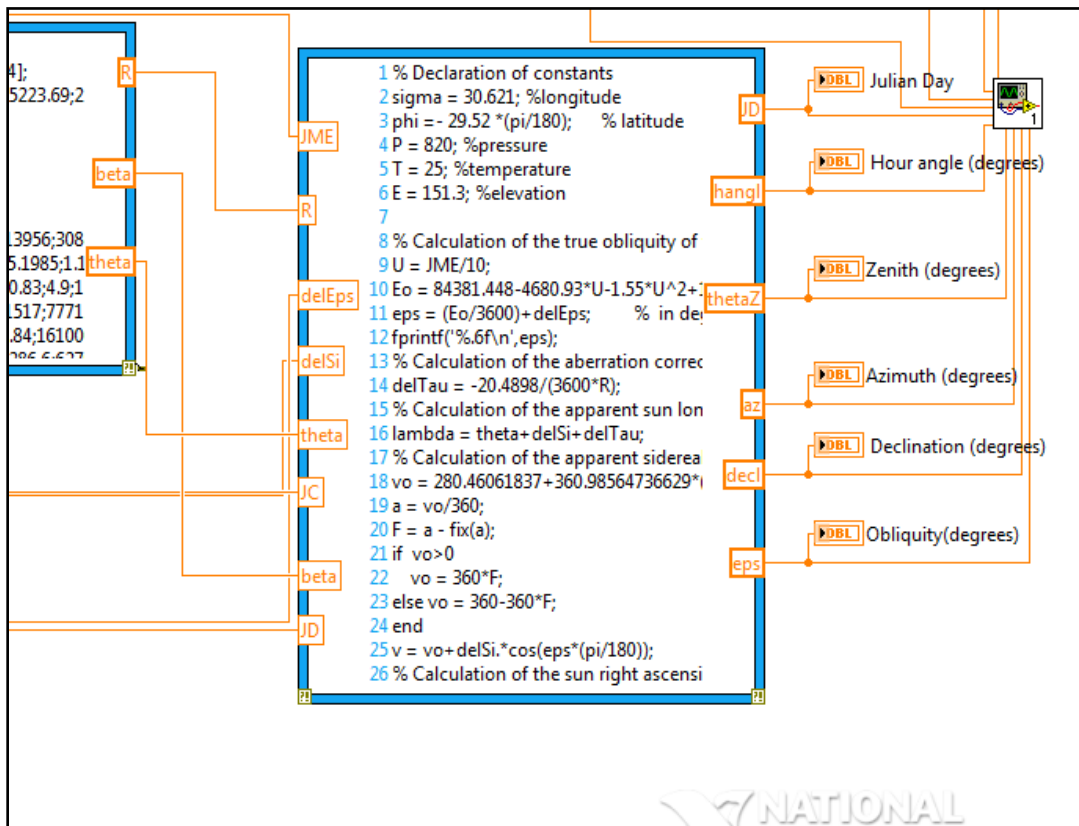 4];
5223.69;2
13956;308
5.1985;1.1
0.83;4.9;1
1517;7771
.84;16100
R
beta
theta
JME
R
delEps
delSi
theta
JC
beta
JD
1 % Declaration of constants
2 sigma = 30.621; %longitude
3 phi =- 29.52 *(pi/180); % latitude
4 P = 820; %pressure
5 T = 25; %temperature
6 E = 151.3; %elevation
7
8 % Calculation of the true obliquity of
9 U = JME/10;
10 Eo = 84381.448-4680.93*U-1.55*U^2+
11 eps = (Eo/3600)+delEps; % in de
12 fprintf('%.6f\n',eps);
13 % Calculation of the aberration correc
14 delTau = -20.4898/(3600*R);
15 % Calculation of the apparent sun lon
16 lambda = theta+delSi+delTau;
17 % Calculation of the apparent siderea
18 vo = 280.46061837+360.98564736629*(
19 a = vo/360;
20 F = a - fix(a);
21 if vo>0
22 vo = 360*F;
23 else vo = 360-360*F;
24 end
25 v = vo+delSi.*cos(eps*(pi/180));
26 % Calculation of the sun right ascensi
JD
hangl
thetaZ
az
decl
eps
DBL Julian Day
DBL Hour angle (degrees)
DBL Zenith (degrees)
DBL Azimuth (degrees)
DBL Declination (degrees)
DBL Obliquity(degrees)
1
NATIONAL